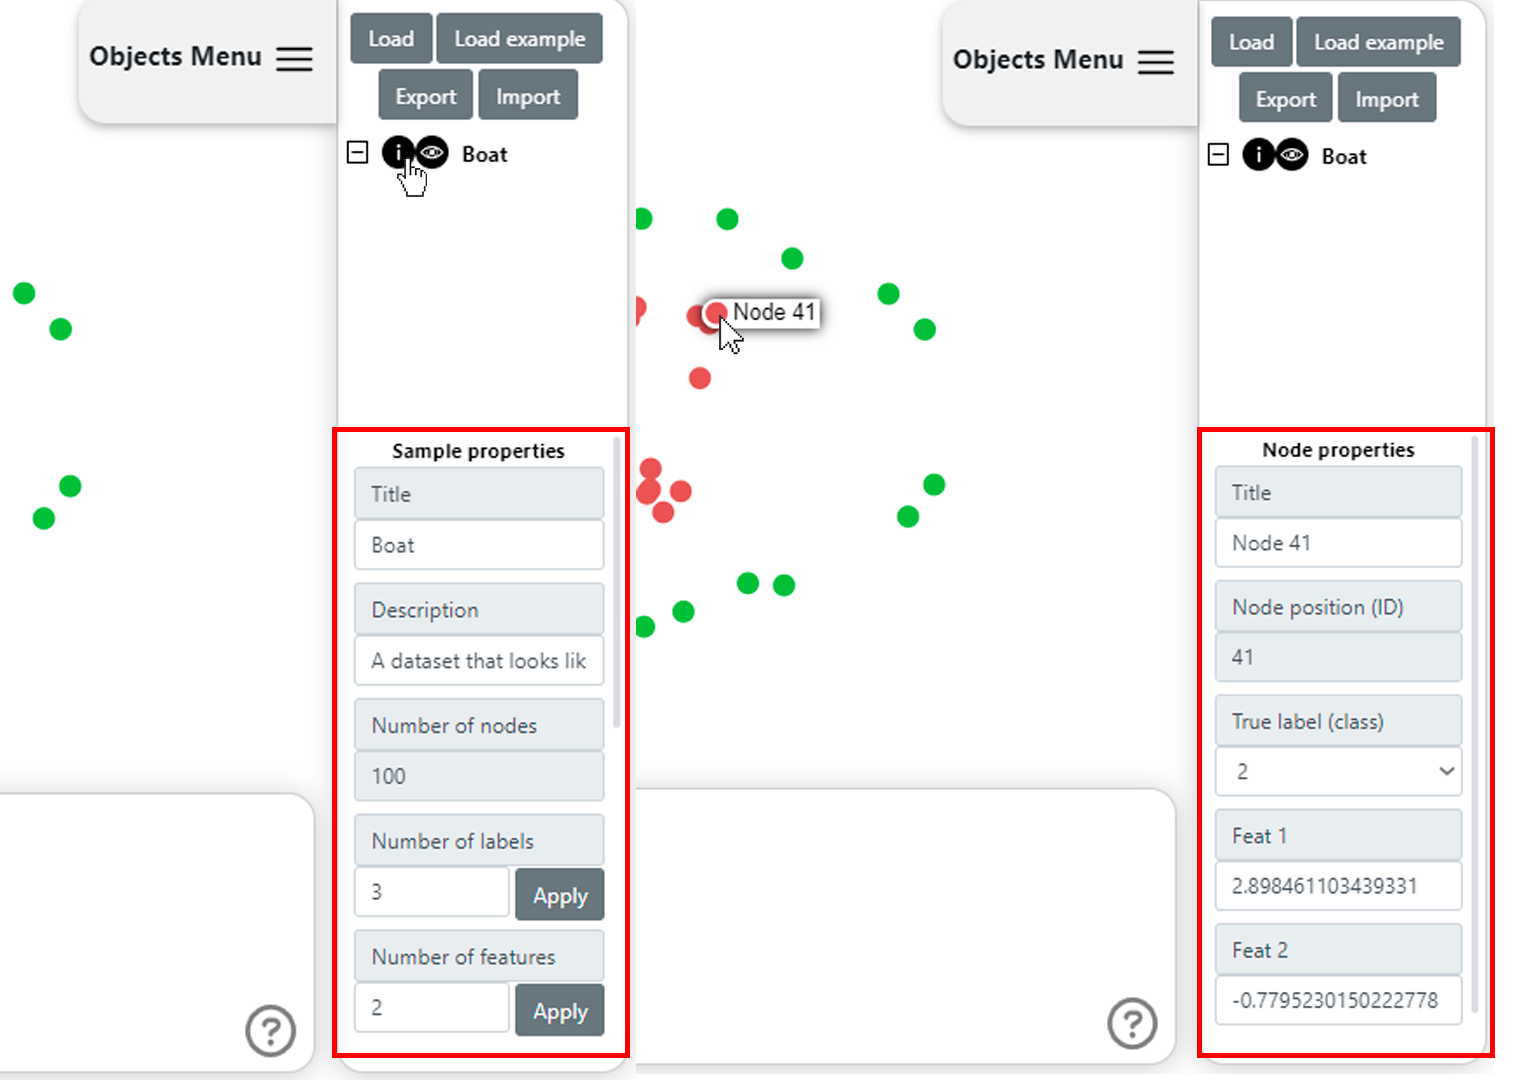 Objects Menu
Load
Load example
Export
Import
Boat
Sample properties
Title
Boat
Description
A dataset that looks lik
Number of nodes
100
Number of labels
3
Apply
Number of features
2
Apply
?
Node 41
Objects Menu
Load
Load example
Export
Import
Boat
Node properties
Title
Node 41
Node position (ID)
41
True label (class)
2
Feat 1
2.898461103439331
Feat 2
-0.7795230150222778
?